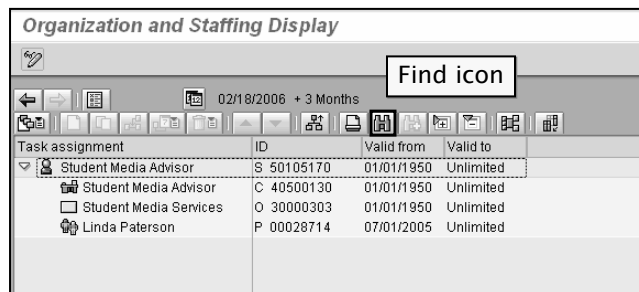 Organization and Staffing Display
Find icon
02/18/2006 + 3 Months
Task assignment ID Valid from Valid to
Student Media Advisor S 50105170 01/01/1950 Unlimited
Student Media Advisor C 40500130 01/01/1950 Unlimited
Student Media Services O 30000303 01/01/1950 Unlimited
Linda Paterson P 00028714 07/01/2005 Unlimited